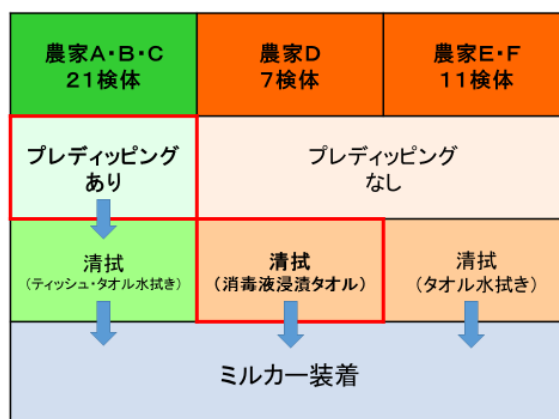 農家A・B・C
21検体
農家D
7検体
農家E・F
11検体
プレディッピング
あり
プレディッピング
なし
清拭
（ティッシュ・タオル水拭き）
清拭
（消毒液浸漬タオル）
清拭
（タオル水拭き）
ミルカー装着